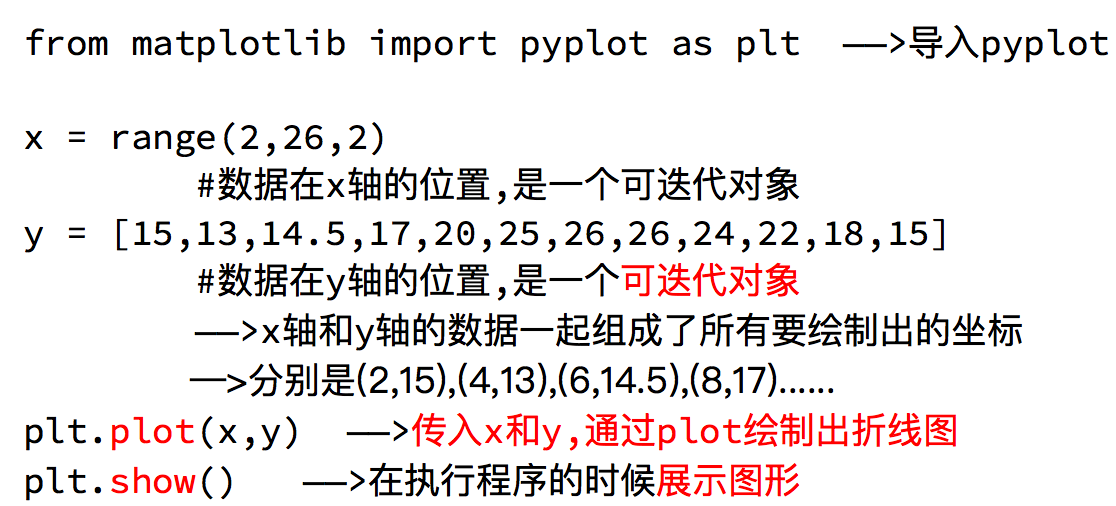 from matplotlib import pyplot as plt ——>导入pyplot
x = range(2,26,2)
#数据在x轴的位置,是一个可迭代对象
y = [15,13,14.5,17,20,25,26,26,24,22,18,15]
#数据在y轴的位置,是一个可迭代对象
——>x轴和y轴的数据一起组成了所有要绘制出的坐标
——>分别是(2,15),(4,13),(6,14.5),(8,17)......
plt.plot(x,y) ——>传入x和y,通过plot绘制出折线图
plt.show() ——>在执行程序的时候展示图形